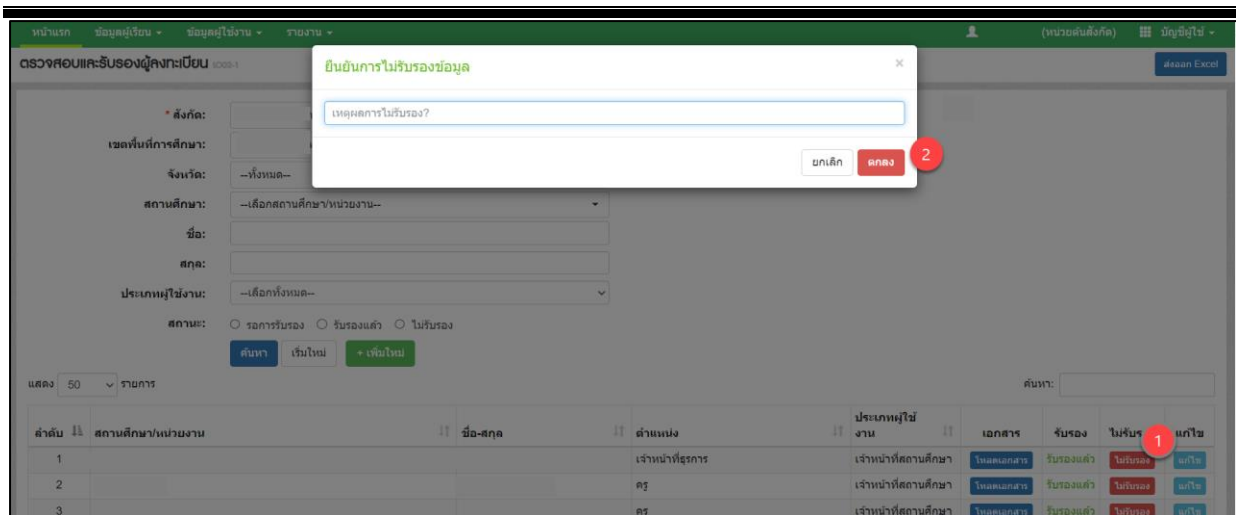 หน้าแรก ข้อมูลผู้เรียน ข้อมูลผู้ใช้งาน รายงาน (หน่วยต้นสังกัด) บัญชีผู้ใช้
ตรวจสอบและรับรองผู้ลงทะเบียน
ส่งออก Excel
ยืนยันการไม่รับรองข้อมูล ×
เหตุผลการไม่รับรอง?
ยกเลิก ตกลง 2
* สังกัด:
เขตพื้นที่การศึกษา:
จังหวัด: --ทั้งหมด--
สถานศึกษา: --เลือกสถานศึกษา/หน่วยงาน--
ชื่อ:
สกุล:
ประเภทผู้ใช้งาน: --เลือกทั้งหมด--
สถานะ: รอการรับรอง รับรองแล้ว ไม่รับรอง
ค้นหา เริ่มใหม่ + เพิ่มใหม่
แสดง 50 รายการ ค้นหา:
ลำดับ สถานศึกษา/หน่วยงาน ชื่อ-สกุล ตำแหน่ง ประเภทผู้ใช้งาน เอกสาร รับรอง ไม่รับร 1 แก้ไข
1 เจ้าหน้าที่ธุรการ เจ้าหน้าที่สถานศึกษา โหลดเอกสาร รับรองแล้ว ไม่รับรอง แก้ไข
2 ครู เจ้าหน้าที่สถานศึกษา โหลดเอกสาร รับรองแล้ว ไม่รับรอง แก้ไข
3 ครู เจ้าหน้าที่สถานศึกษา โหลดเอกสาร รับรองแล้ว ไม่รับรอง แก้ไข